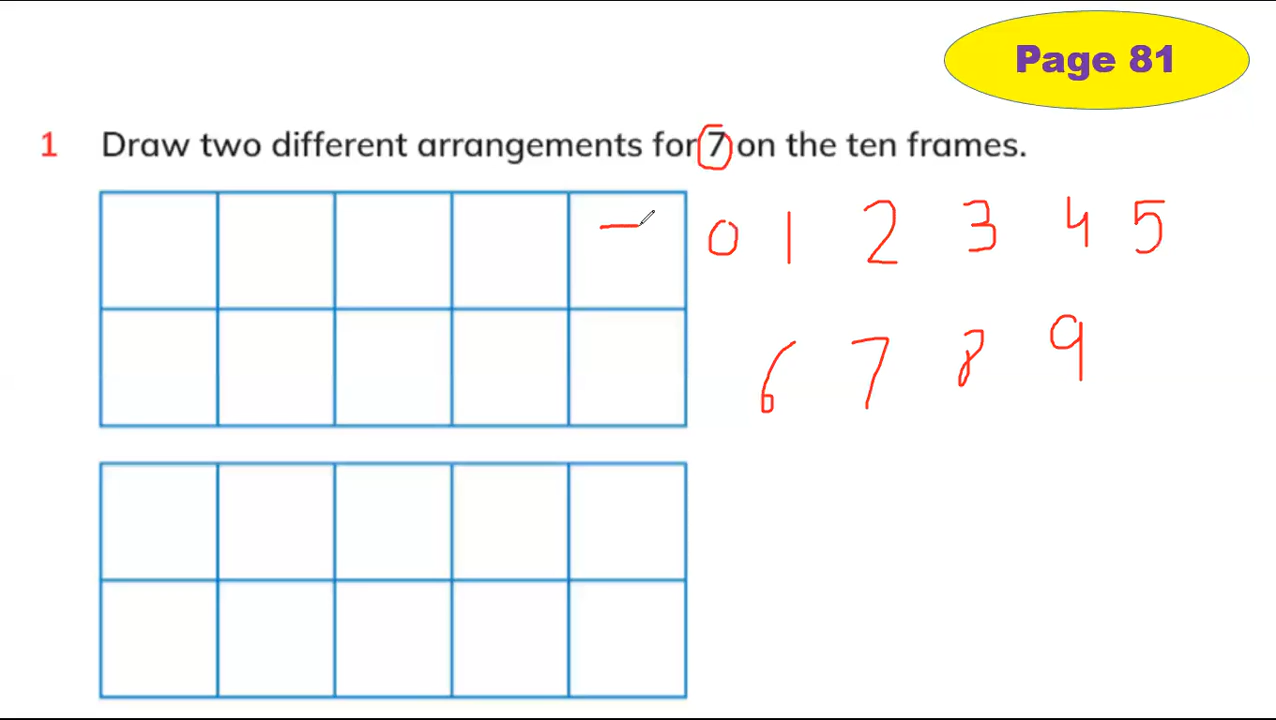 Page 81
1 Draw two different arrangements for 7 on the ten frames.
0 1 2 3 4 5
6 7 8 9